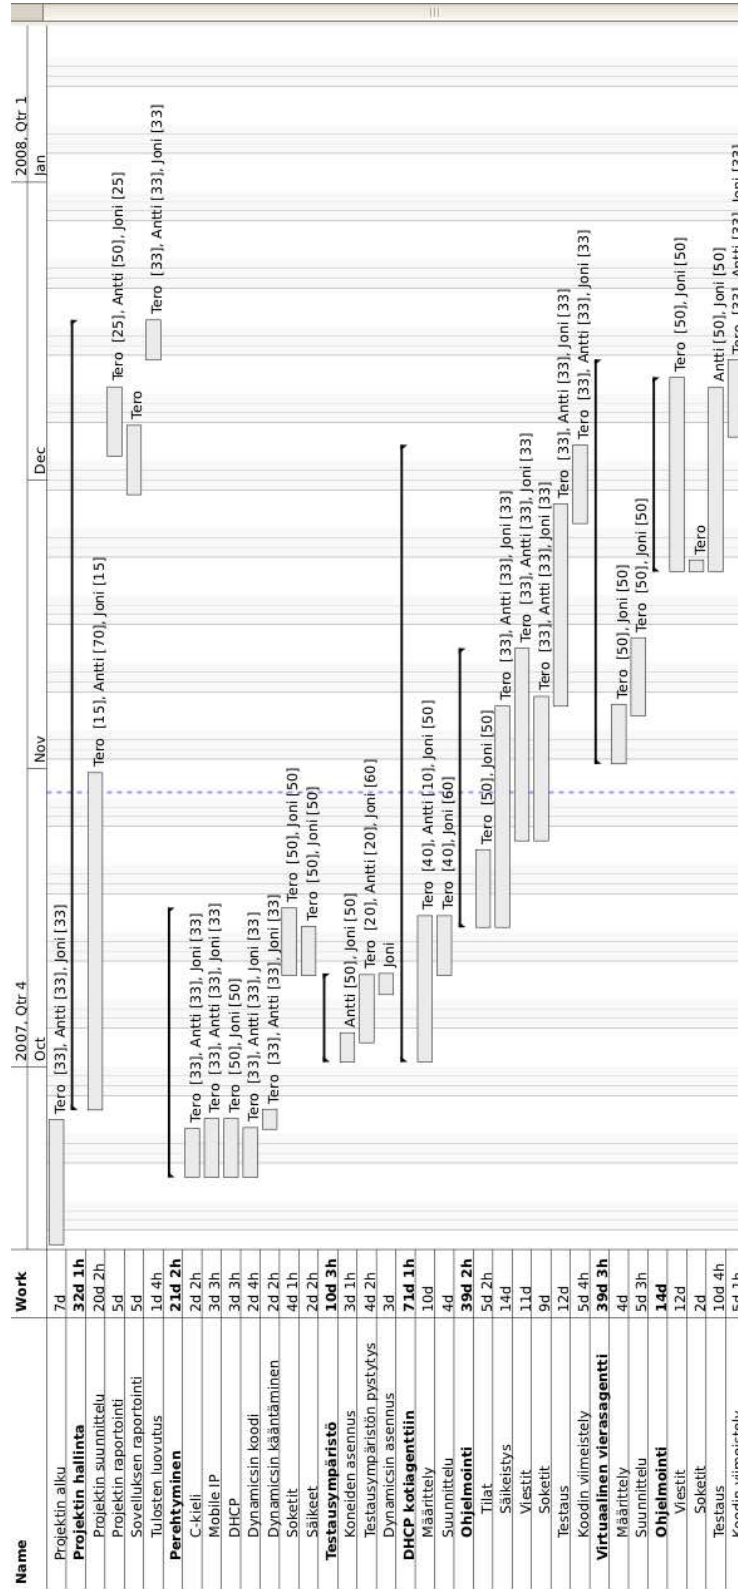 Name Work 2007, Qtr 4 2008, Qtr 1
Oct Nov Dec Jan
Projektin alku 7d Tero [33], Antti [33], Joni [33]
Projektin hallinta 32d 1h
Projektin suunnittelu 20d 2h Tero [15], Antti [70], Joni [15]
Projektin raportointi 5d Tero [25], Antti [50], Joni [25]
Sovelluksen raportointi 5d Tero
Tulosten luovutus 1d 4h Tero [33], Antti [33], Joni [33]
Perehtyminen 21d 2h
C-kieli 2d 2h Tero [33], Antti [33], Joni [33]
Mobile IP 3d 3h Tero [33], Antti [33], Joni [33]
DHCP 3d 3h Tero [50], Joni [50]
Dynamicsin koodi 2d 4h Tero [33], Antti [33], Joni [33]
Dynamicsin kääntäminen 2d 2h Tero [33], Antti [33], Joni [33]
Soketit 4d 1h Tero [50], Joni [50]
Säikeet 2d 2h Tero [50], Joni [50]
Testausympäristö 10d 3h
Koneiden asennus 3d 1h Antti [50], Joni [50]
Testausympäristön pystytys 4d 2h Tero [20], Antti [20], Joni [60]
Dynamicsin asennus 3d Joni
DHCP kotiagenttiin 71d 1h
Määrittely 10d Tero [40], Antti [10], Joni [50]
Suunnittelu 4d Tero [40], Joni [60]
Ohjelmointi 39d 2h
Tilat 5d 2h Tero [50], Joni [50]
Säikeistys 14d Tero [33], Antti [33], Joni [33]
Viestit 11d Tero [33], Antti [33], Joni [33]
Soketit 9d Tero [33], Antti [33], Joni [33]
Testaus 12d Tero [33], Antti [33], Joni [33]
Koodin viimeistely 5d 4h Tero [33], Antti [33], Joni [33]
Virtuaalinen vierasagentti 39d 3h
Määrittely 4d Tero [50], Joni [50]
Suunnittelu 5d 3h Tero [50], Joni [50]
Ohjelmointi 14d
Viestit 12d Tero [50], Joni [50]
Soketit 2d Tero
Testaus 10d 4h Antti [50], Joni [50]
Koodin viimeistely 5d 1h Tero [33], Antti [33], Joni [33]